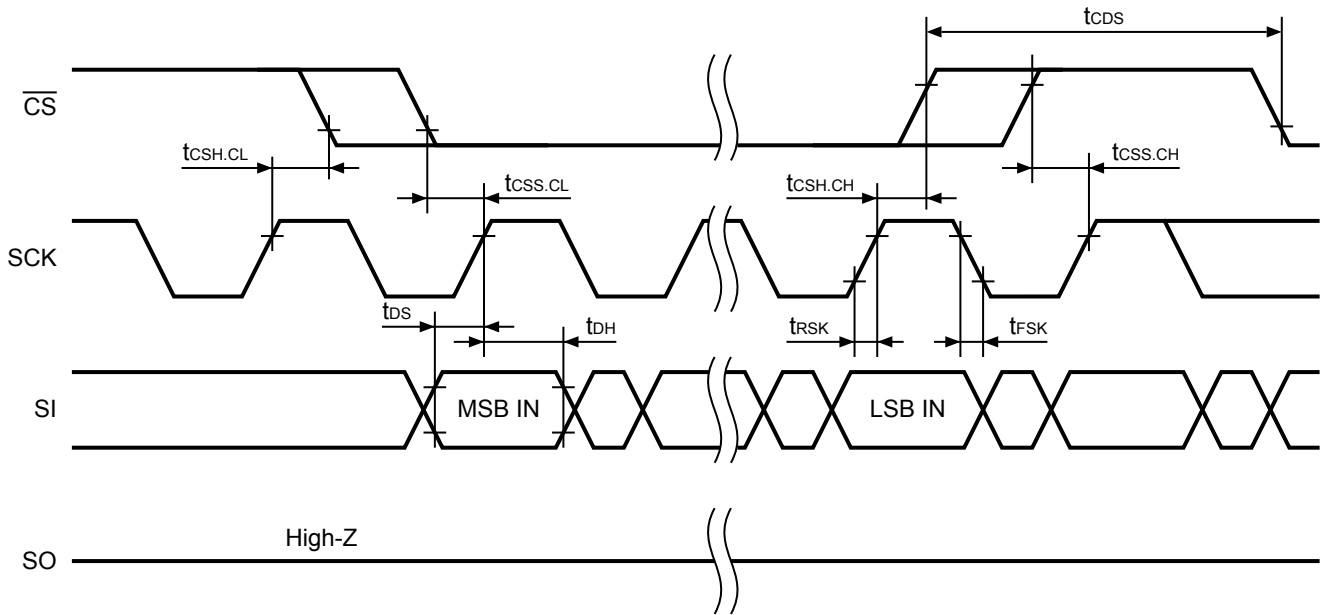 tCDS
CS
tCSH.CL
tCSS.CL
tCSH.CH
tCSS.CH
SCK
tDS
tDH
tRSK
tFSK
SI
MSB IN
LSB IN
High-Z
SO